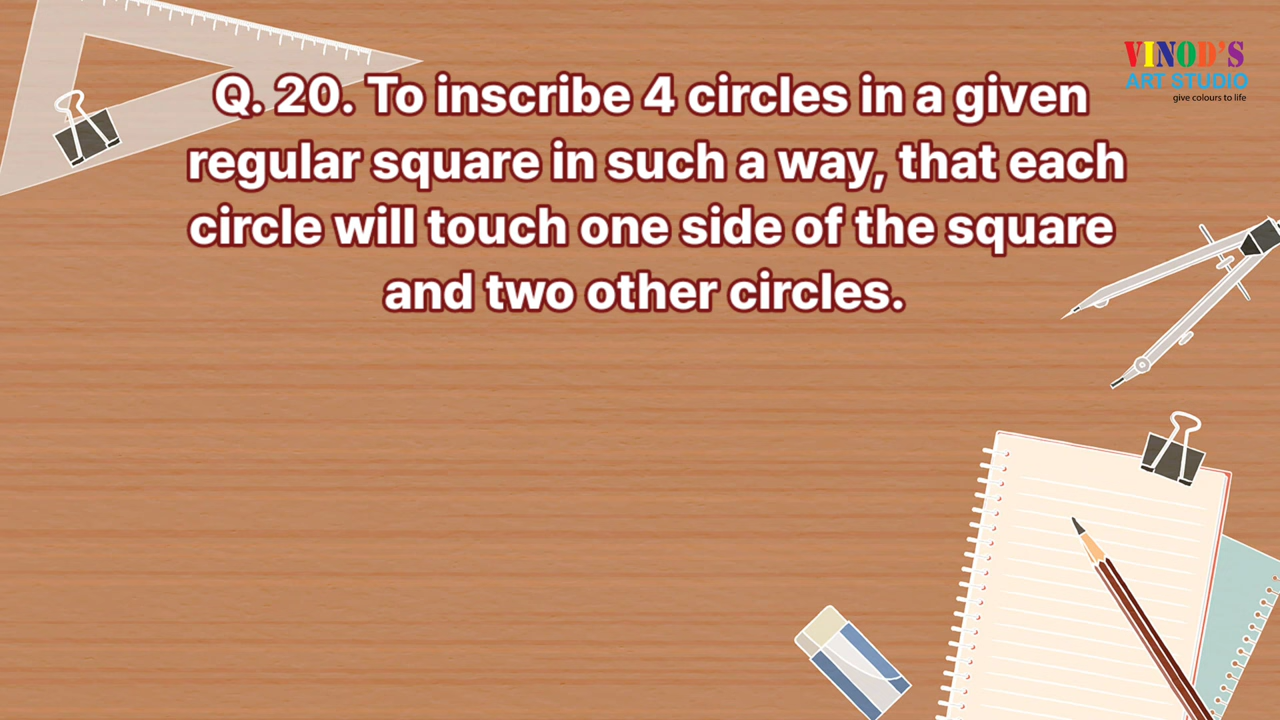 VINOD'S
ART STUDIO
give colours to life
Q. 20. To inscribe 4 circles in a given
regular square in such a way, that each
circle will touch one side of the square
and two other circles.